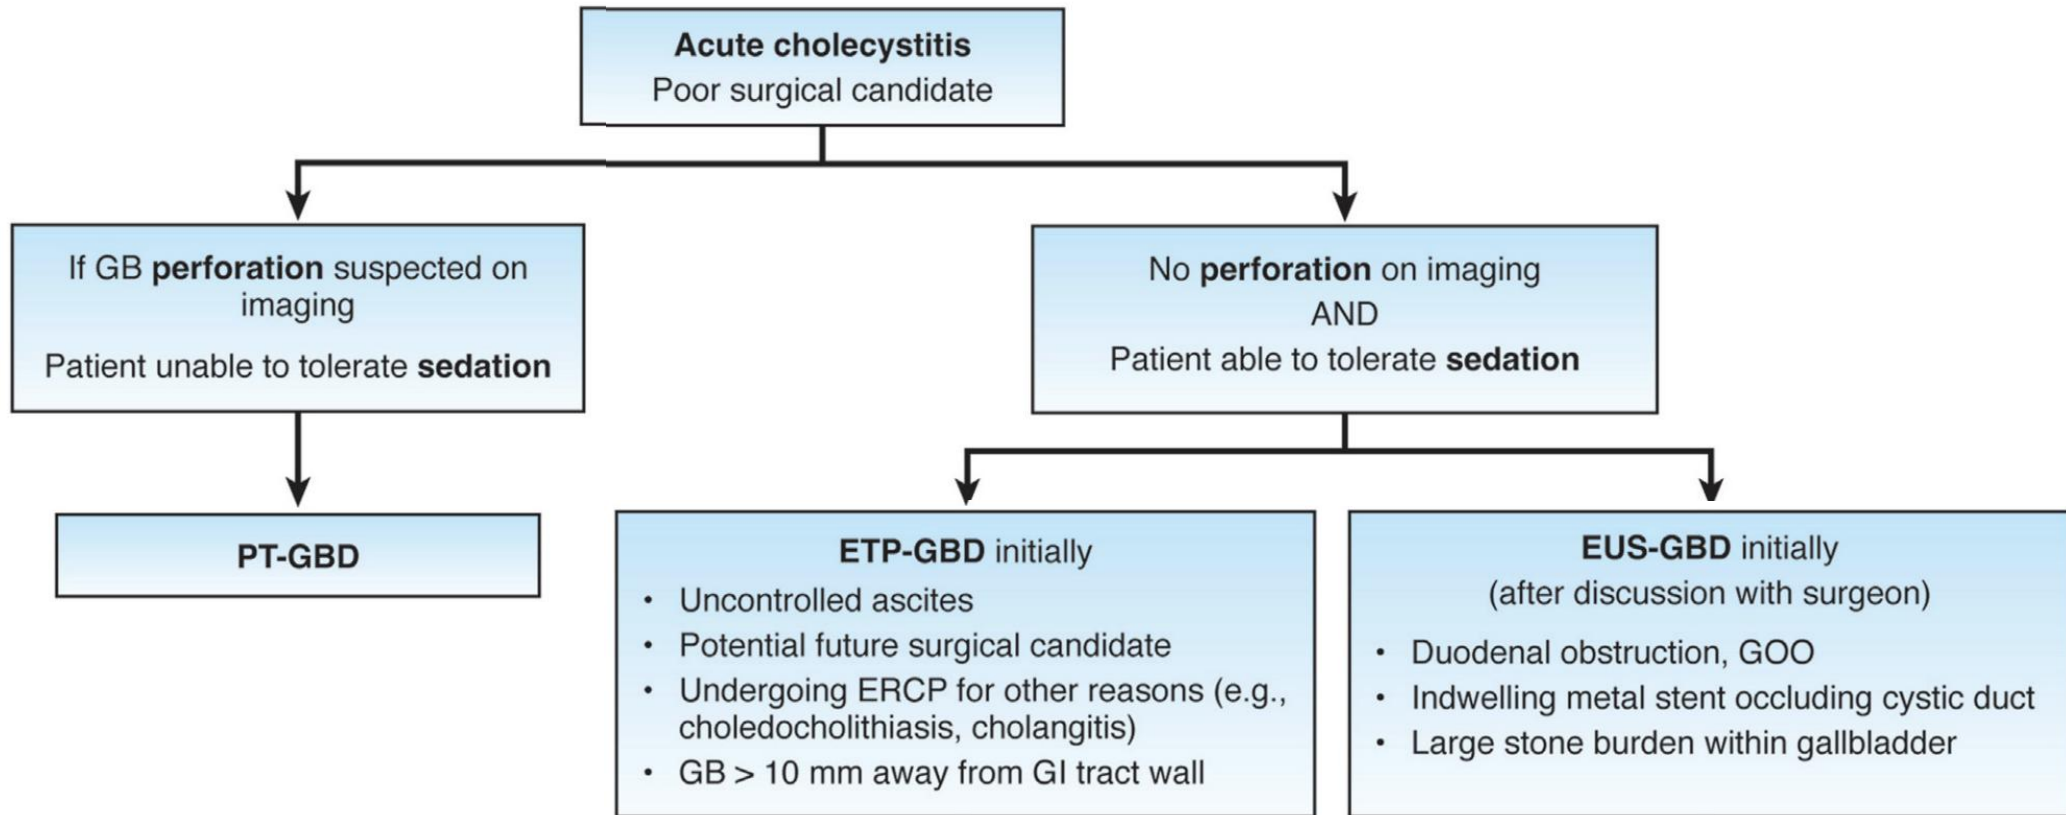 Acute cholecystitis
Poor surgical candidate
If GB perforation suspected on
imaging
Patient unable to tolerate sedation
No perforation on imaging
AND
Patient able to tolerate sedation
PT-GBD
ETP-GBD initially
• Uncontrolled ascites
• Potential future surgical candidate
• Undergoing ERCP for other reasons (e.g.,
choledocholithiasis, cholangitis)
• GB > 10 mm away from GI tract wall
EUS-GBD initially
(after discussion with surgeon)
• Duodenal obstruction, GOO
• Indwelling metal stent occluding cystic duct
• Large stone burden within gallbladder